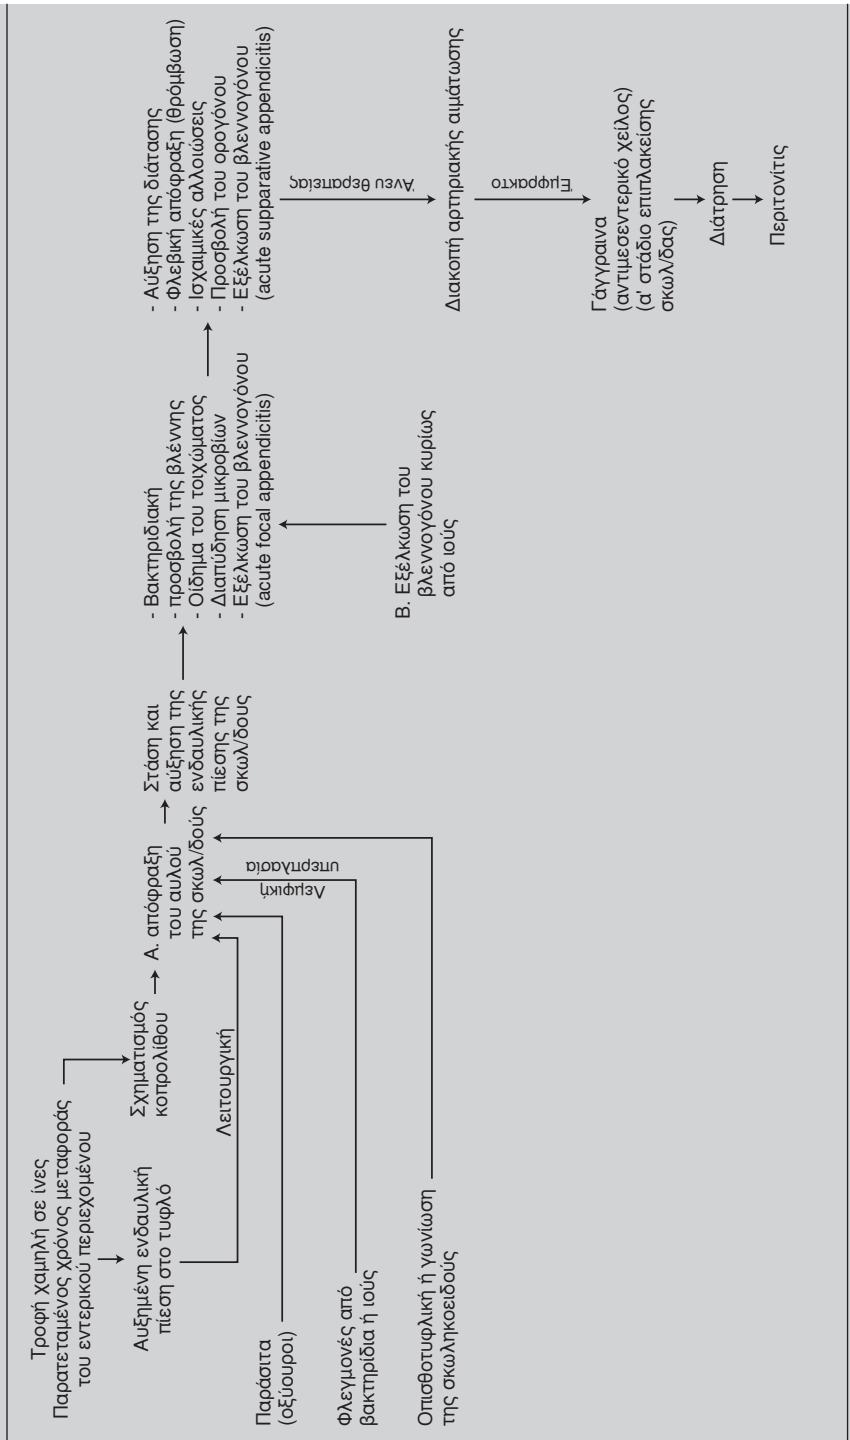 Τροφή χαμηλή σε ίνες
Παρατεταμένος χρόνος μεταφοράς
του εντερικού περιεχομένου
Αυξημένη ενδαυλική
πίεση στο τυφλό
Σχηματισμός
κοπρολίθου
Λειτουργική
Παράσιτα
(οξύουροι)
Φλεγμονές από
βακτηρίδια ή ιούς
Οπισθοτυφλική ή γωνίωση
της σκωληκοειδούς
Λεμφική
υπερπλασία
Α. απόφραξη
του αυλού
της σκωλ/δούς
Στάση και
αύξηση της
ενδαυλικής
πίεσης της
σκωλ/δους
- Βακτηριδιακή
- προσβολή της βλέννης
- Οίδημα του τοιχώματος
- Διαπύδηση μικροβίων
- Εξέλκωση του βλεννογόνου
(acute focal appendicitis)
Β. Εξέλκωση του
βλεννογόνου κυρίως
από ιούς
- Αύξηση της διάτασης
- Φλεβική απόφραξη (θρόμβωση)
- Ισχαιμικές αλλοιώσεις
- Προσβολή του ορογόνου
- Εξέλκωση του βλεννογόνου
(acute supparative appendicitis)
Άνευ θεραπείας
Διακοπή αρτηριακής αιμάτωσης
Έμφρακτο
Γάγγραινα
(αντιμεσεντερικό χείλος)
(α' στάδιο επιπλακείσης
σκωλ/δας)
Διάτρηση
Περιτονίτις